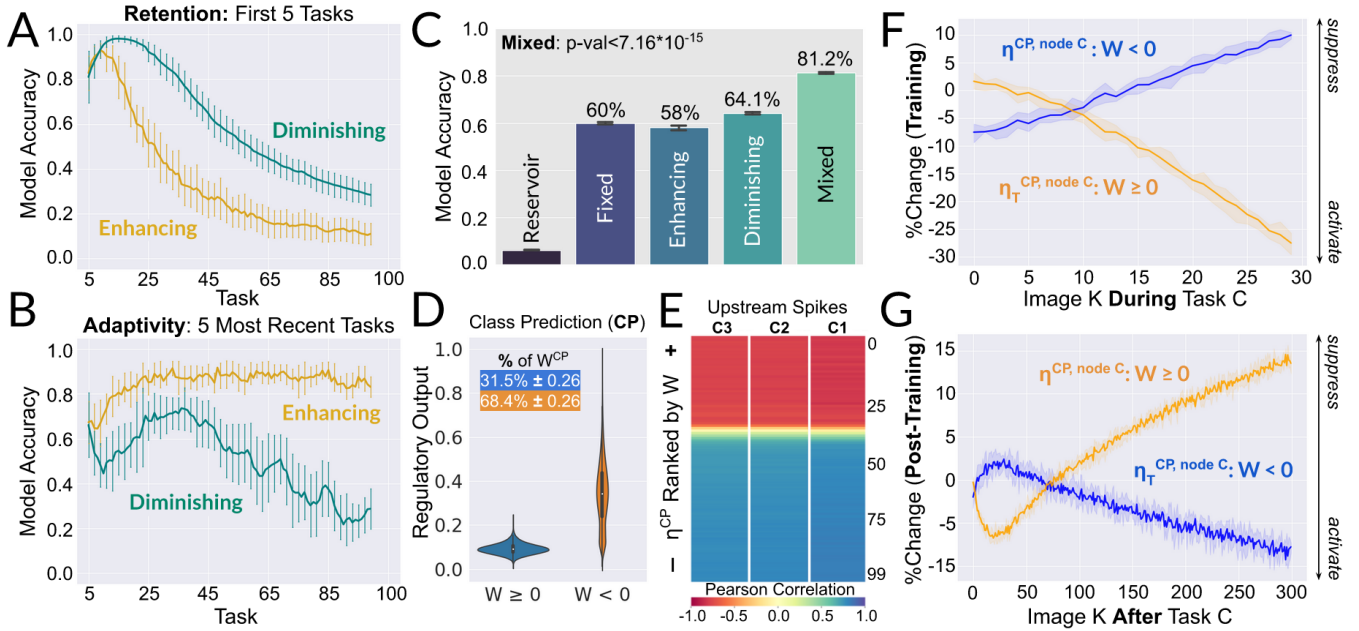 A
Retention: First 5 Tasks
Model Accuracy
1.0
0.8
0.6
0.4
0.2
0.0
Diminishing
Enhancing
5 25 45 65 85 100
Task
B
Adaptivity: 5 Most Recent Tasks
Model Accuracy
1.0
0.8
0.6
0.4
0.2
0.0
Enhancing
Diminishing
5 25 45 65 85 100
Task
C
Model Accuracy
1.0
0.8
0.6
0.4
0.2
0.0
Mixed: p-val<7.16*10^-15
60% 58% 64.1% 81.2%
Reservoir
Fixed
Enhancing
Diminishing
Mixed
D
Class Prediction (CP)
Regulatory Output
1.0
0.8
0.6
0.4
0.2
0.0
% of W^CP
31.5% ± 0.26
68.4% ± 0.26
W ≥ 0 W < 0
E
Upstream Spikes
C3 C2 C1
− η^CP Ranked by W +
0
25
50
75
99
Pearson Correlation
-1.0 -0.5 0.0 0.5 1.0
F
%Change (Training)
10
5
0
-5
-10
-15
-20
-25
-30
η^CP, node C: W < 0
η_T^CP, node C: W ≥ 0
suppress
activate
0 5 10 15 20 25 30
Image K During Task C
G
%Change (Post-Training)
15
10
5
0
-5
-10
-15
η^CP, node C: W ≥ 0
η_T^CP, node C: W < 0
suppress
activate
0 50 100 150 200 250 300
Image K After Task C